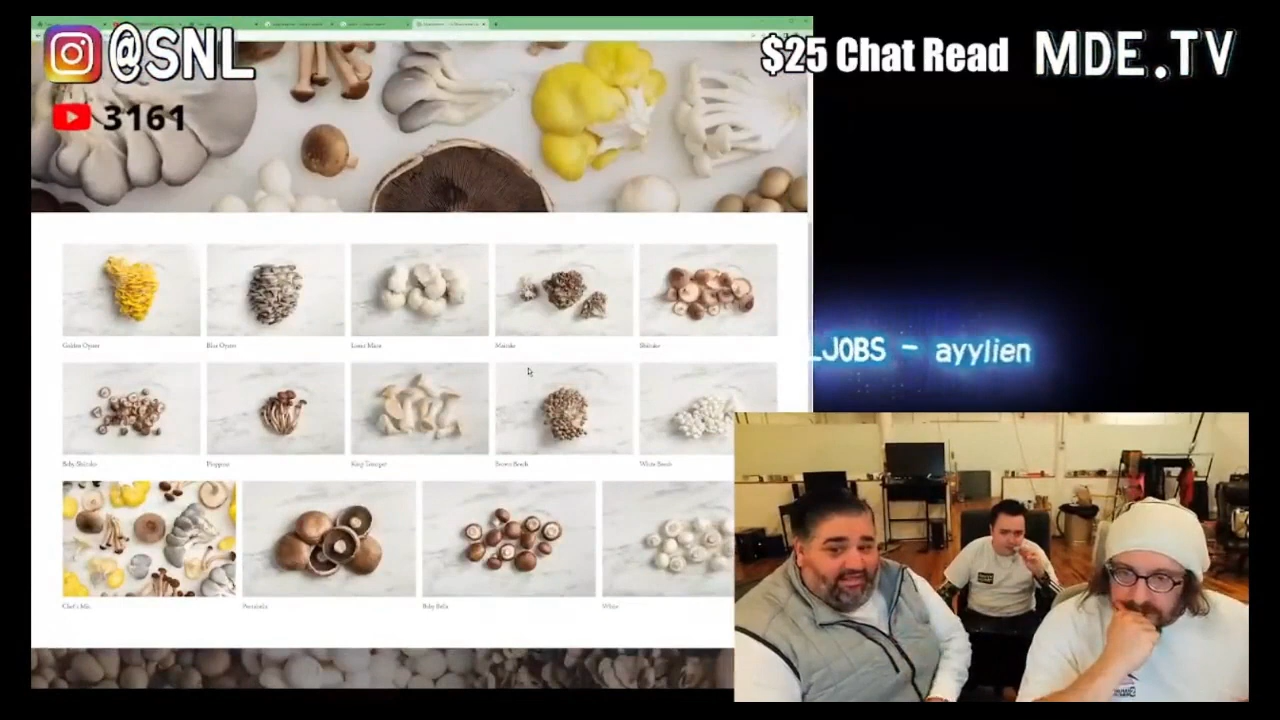 @SNL
$25 Chat Read
MDE.TV
3161
Golden Oyster
Blue Oyster
Lions Mane
Maitake
Shiitake
LJOBS - ayylien
Baby Shiitake
Pioppino
King Trumpet
Brown Beech
White Beech
Chef's Mix
Portabella
Baby Bella
White